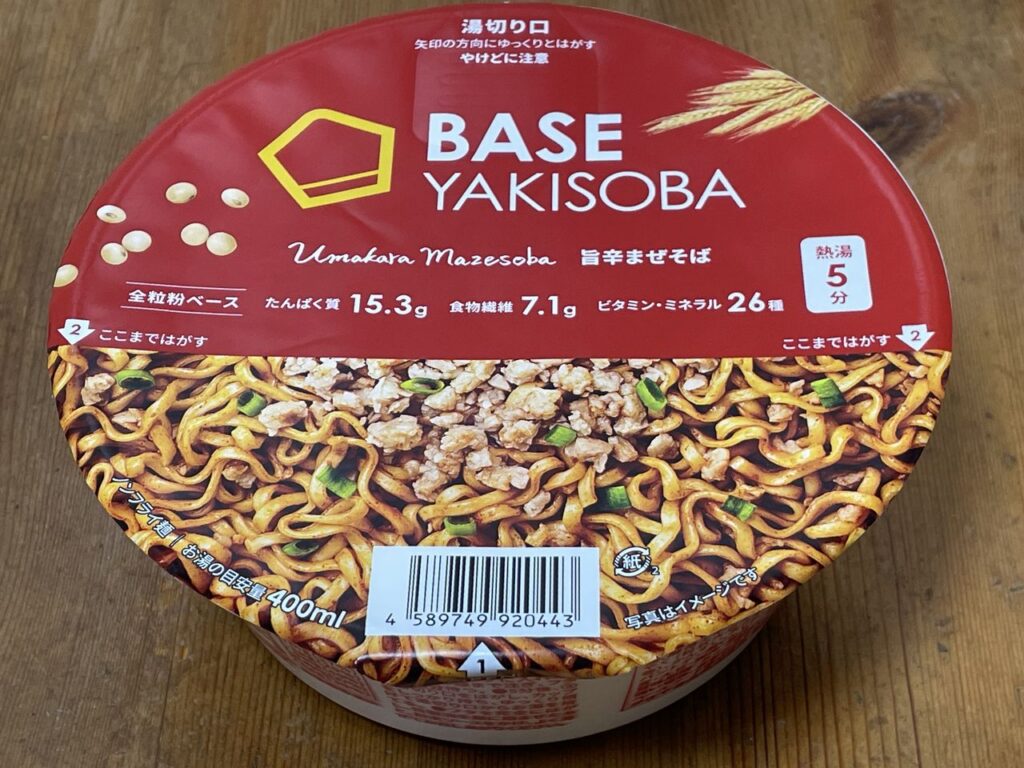 湯切り口
矢印の方向にゆっくりとはがす
やけどに注意
BASE
YAKISOBA
Umakara Mazesoba 旨辛まぜそば
熱湯
5
分
全粒粉ベース たんぱく質 15.3g 食物繊維 7.1g ビタミン・ミネラル 26種
2 ここまではがす
ここまではがす 2
ノンフライ麺 | お湯の目安量 400ml
紙 2
写真はイメージです
4 589749 920443
1